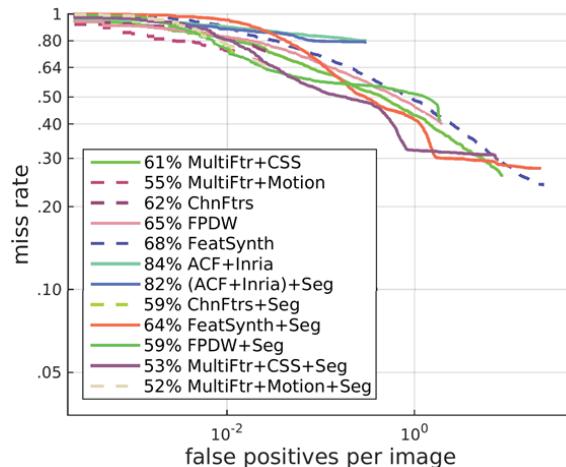 1
.80
.64
.50
.40
.30
.20
.10
.05
miss rate
61% MultiFtr+CSS
55% MultiFtr+Motion
62% ChnFtrs
65% FPDW
68% FeatSynth
84% ACF+Inria
82% (ACF+Inria)+Seg
59% ChnFtrs+Seg
64% FeatSynth+Seg
59% FPDW+Seg
53% MultiFtr+CSS+Seg
52% MultiFtr+Motion+Seg
10⁻² 10⁰
false positives per image